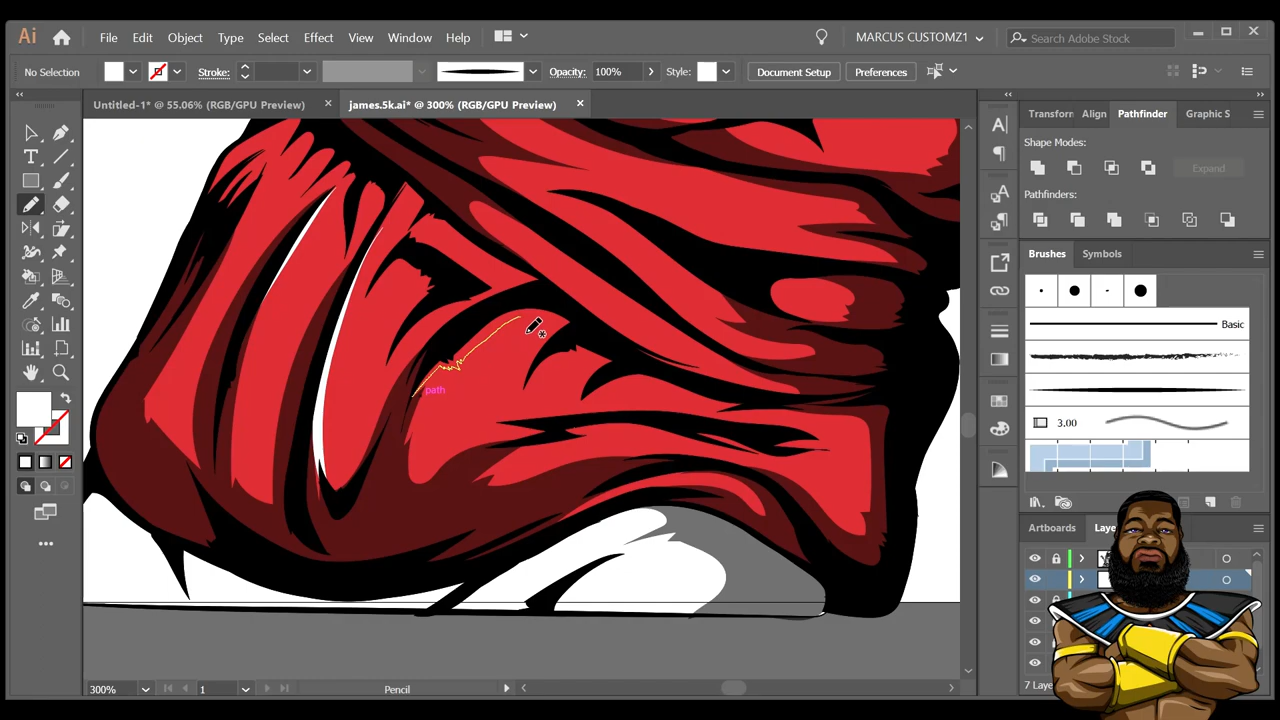 Ai File Edit Object Type Select Effect View Window Help MARCUS CUSTOMZ1 Search Adobe Stock
No Selection Stroke: Opacity: 100% Style: Document Setup Preferences
Untitled-1* @ 55.06% (RGB/GPU Preview) james.5k.ai* @ 300% (RGB/GPU Preview)
Transform Align Pathfinder Graphic S
Shape Modes:
Expand
Pathfinders:
Brushes Symbols
Basic
path
3.00
Artboards Laye
7 Laye
300% 1 Pencil